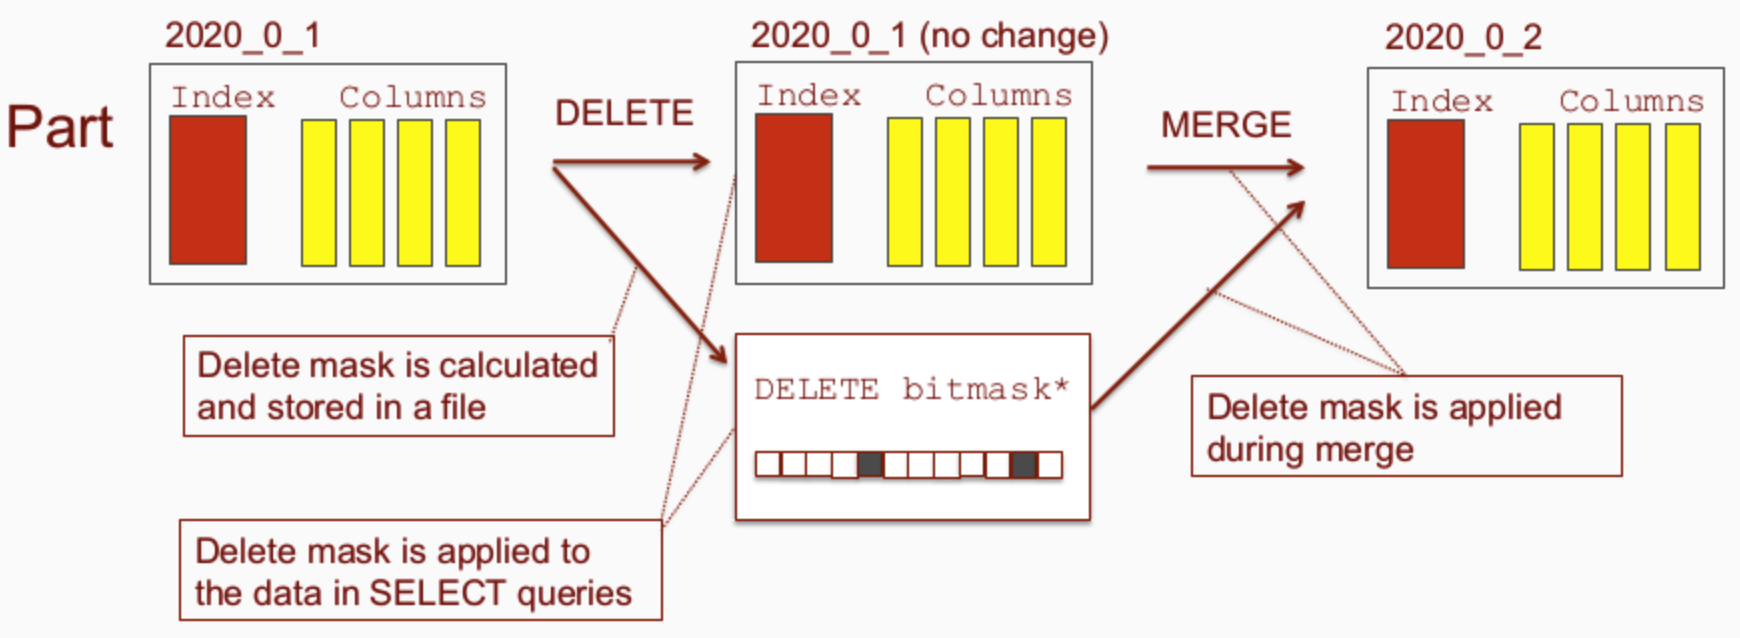 2020_0_1
2020_0_1 (no change)
2020_0_2
Part
Index Columns
DELETE
Index Columns
MERGE
Index Columns
Delete mask is calculated
and stored in a file
DELETE bitmask*
Delete mask is applied
during merge
Delete mask is applied to
the data in SELECT queries